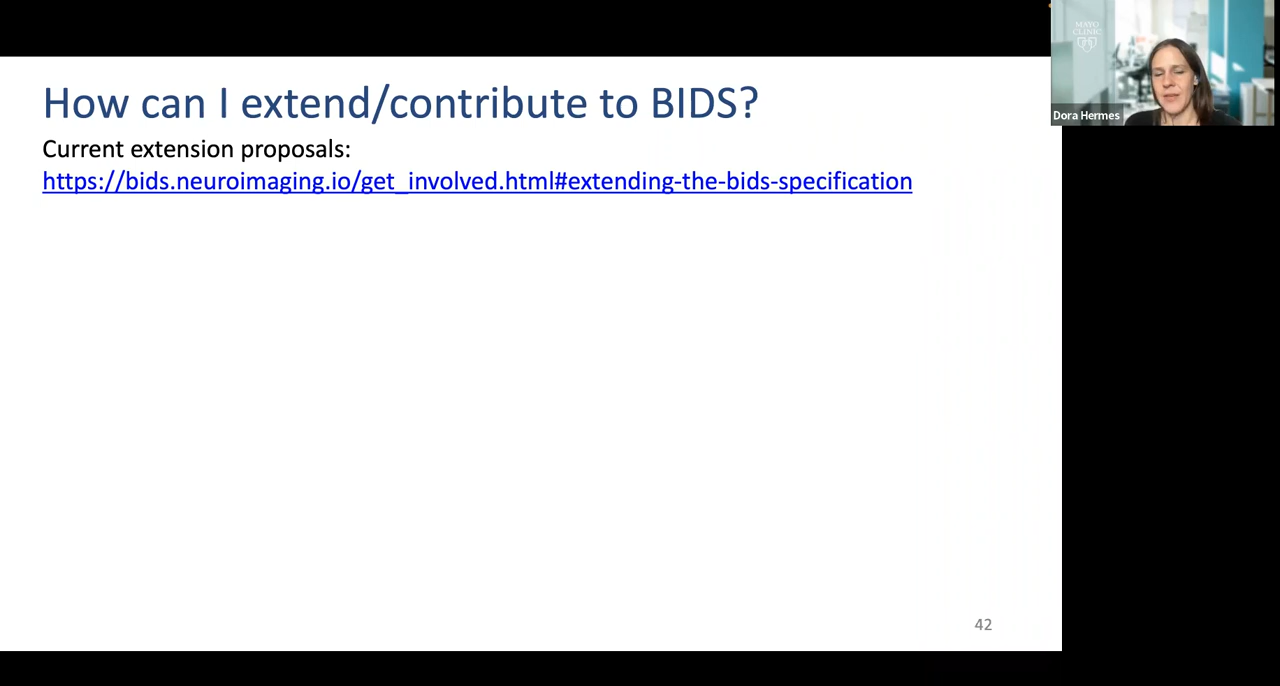 How can I extend/contribute to BIDS?
Current extension proposals:
https://bids.neuroimaging.io/get_involved.html#extending-the-bids-specification
42
MAYO
CLINIC
Dora Hermes